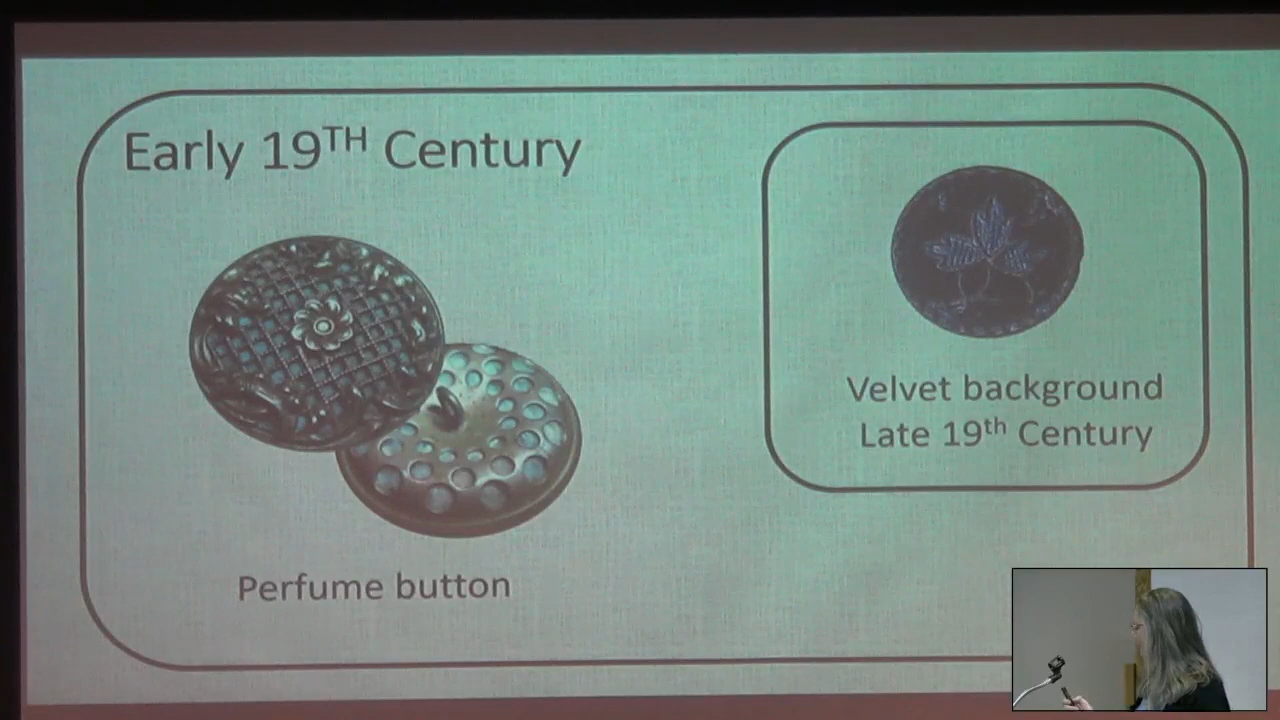 Early 19TH Century
Perfume button
Velvet background
Late 19th Century